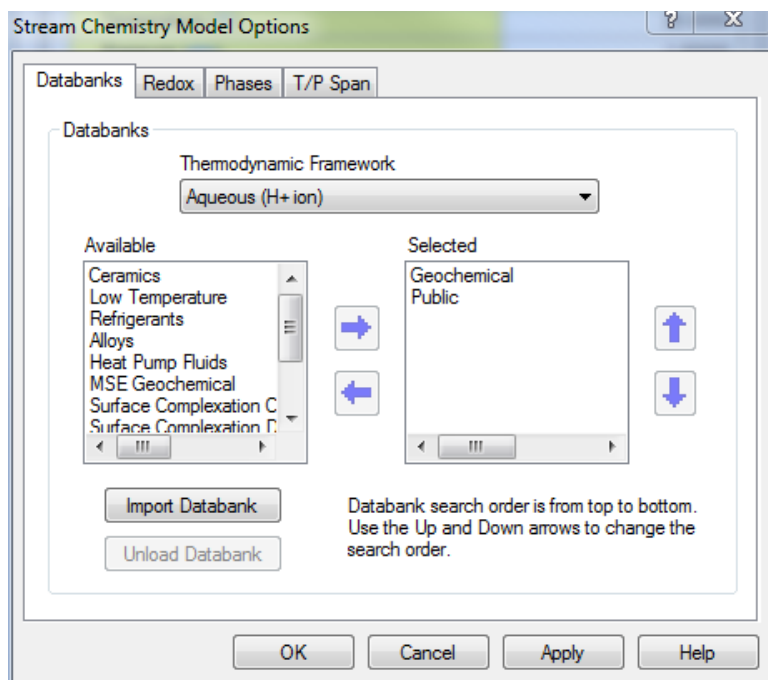 Stream Chemistry Model Options
?
X
Databanks
Redox
Phases
T/P Span
Databanks
Thermodynamic Framework
Aqueous (H+ ion)
Available
Selected
Ceramics
Low Temperature
Refrigerants
Alloys
Heat Pump Fluids
MSE Geochemical
Surface Complexation C
Surface Complexation D
Geochemical
Public
Import Databank
Unload Databank
Databank search order is from top to bottom.
Use the Up and Down arrows to change the
search order.
OK
Cancel
Apply
Help